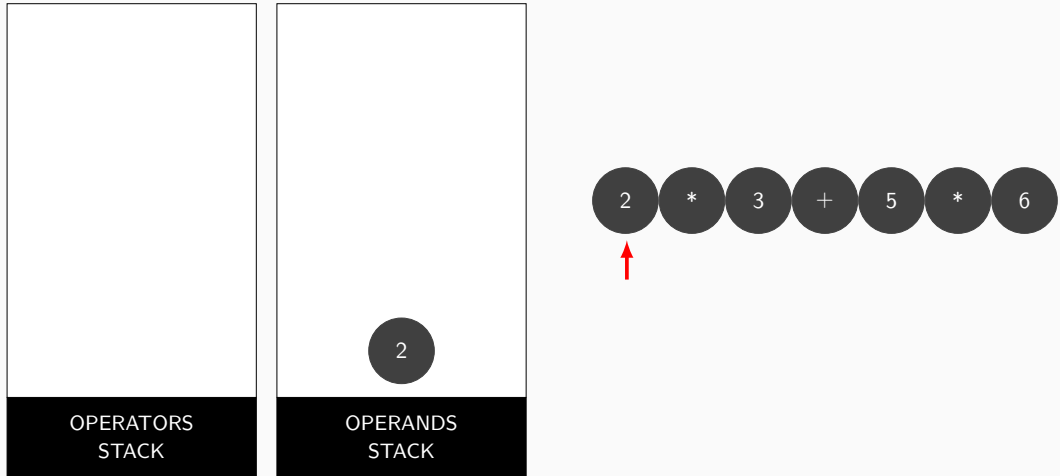 2 * 3 + 5 * 6
2
OPERATORS
STACK
OPERANDS
STACK